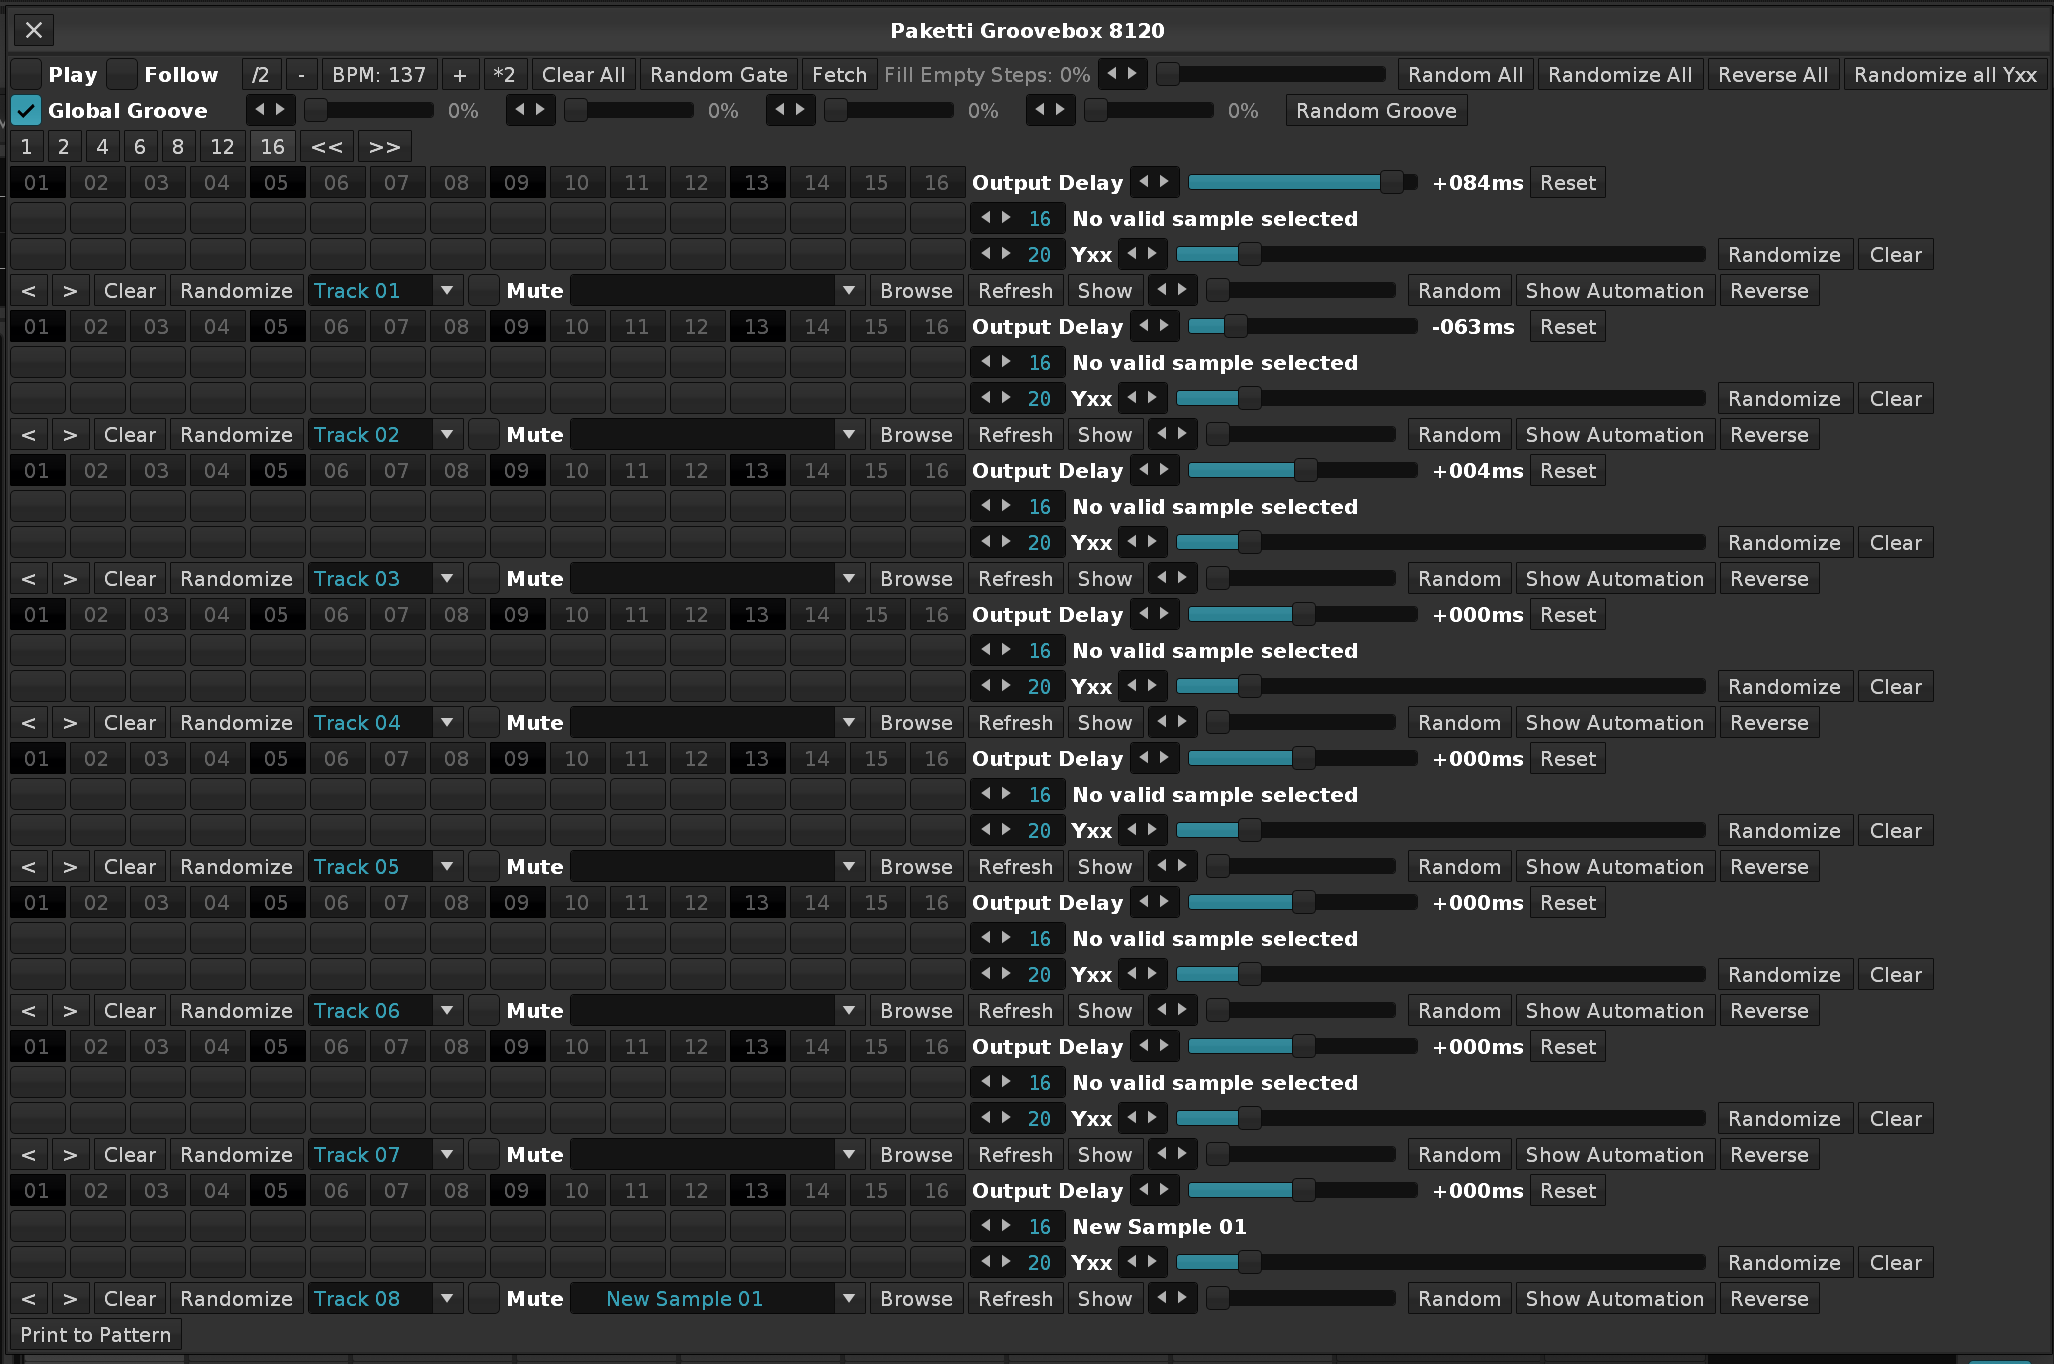 Paketti Groovebox 8120
Play Follow /2 - BPM: 137 + *2 Clear All Random Gate Fetch Fill Empty Steps: 0% Random All Randomize All Reverse All Randomize all Yxx
Global Groove 0% 0% 0% 0% Random Groove
1 2 4 6 8 12 16 << >>
01 02 03 04 05 06 07 08 09 10 11 12 13 14 15 16 Output Delay +084ms Reset
16 No valid sample selected
20 Yxx Randomize Clear
< > Clear Randomize Track 01 Mute Browse Refresh Show Random Show Automation Reverse
01 02 03 04 05 06 07 08 09 10 11 12 13 14 15 16 Output Delay -063ms Reset
16 No valid sample selected
20 Yxx Randomize Clear
< > Clear Randomize Track 02 Mute Browse Refresh Show Random Show Automation Reverse
01 02 03 04 05 06 07 08 09 10 11 12 13 14 15 16 Output Delay +004ms Reset
16 No valid sample selected
20 Yxx Randomize Clear
< > Clear Randomize Track 03 Mute Browse Refresh Show Random Show Automation Reverse
01 02 03 04 05 06 07 08 09 10 11 12 13 14 15 16 Output Delay +000ms Reset
16 No valid sample selected
20 Yxx Randomize Clear
< > Clear Randomize Track 04 Mute Browse Refresh Show Random Show Automation Reverse
01 02 03 04 05 06 07 08 09 10 11 12 13 14 15 16 Output Delay +000ms Reset
16 No valid sample selected
20 Yxx Randomize Clear
< > Clear Randomize Track 05 Mute Browse Refresh Show Random Show Automation Reverse
01 02 03 04 05 06 07 08 09 10 11 12 13 14 15 16 Output Delay +000ms Reset
16 No valid sample selected
20 Yxx Randomize Clear
< > Clear Randomize Track 06 Mute Browse Refresh Show Random Show Automation Reverse
01 02 03 04 05 06 07 08 09 10 11 12 13 14 15 16 Output Delay +000ms Reset
16 No valid sample selected
20 Yxx Randomize Clear
< > Clear Randomize Track 07 Mute Browse Refresh Show Random Show Automation Reverse
01 02 03 04 05 06 07 08 09 10 11 12 13 14 15 16 Output Delay +000ms Reset
16 New Sample 01
20 Yxx Randomize Clear
< > Clear Randomize Track 08 Mute New Sample 01 Browse Refresh Show Random Show Automation Reverse
Print to Pattern